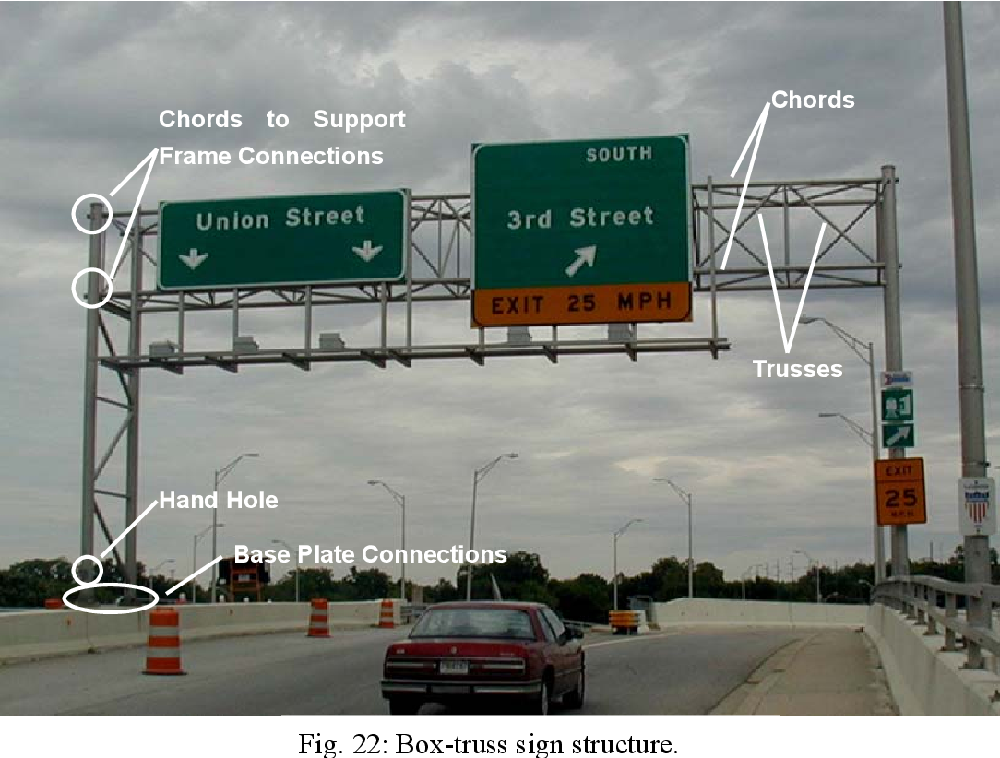 Chords
Chords to Support
Frame Connections
SOUTH
Union Street
3rd Street
EXIT 25 MPH
Trusses
EXIT
25
M.P.H.
Hand Hole
Base Plate Connections
Fig. 22: Box-truss sign structure.